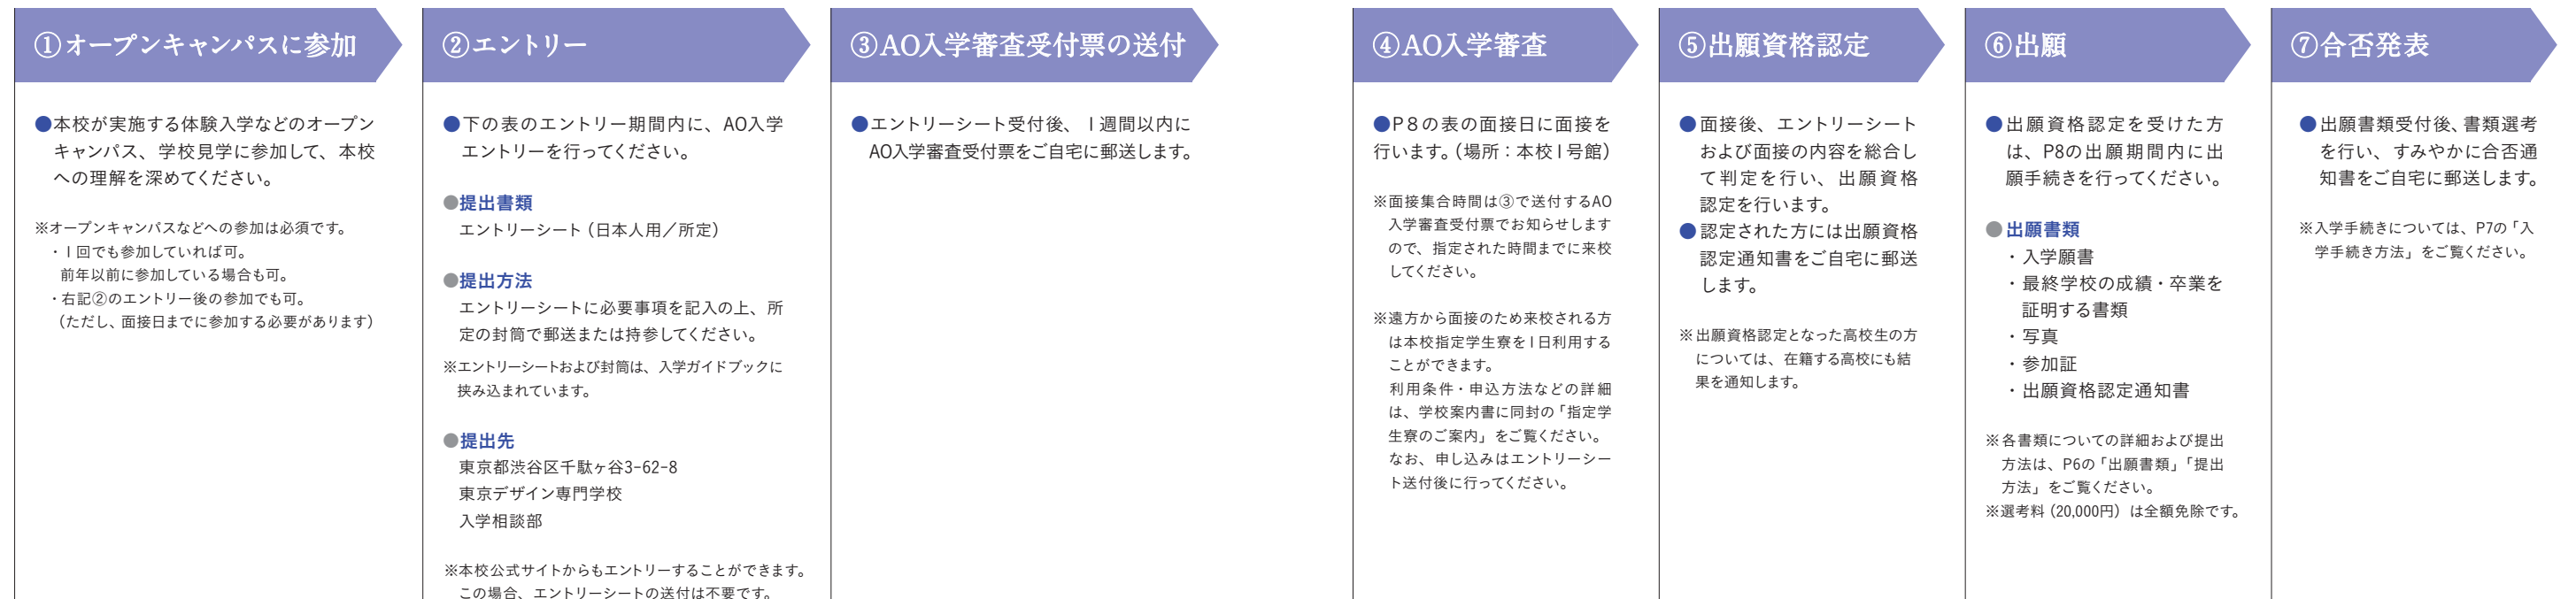 ①オープンキャンパスに参加
●本校が実施する体験入学などのオープン
キャンパス、学校見学に参加して、本校
への理解を深めてください。
※オープンキャンパスなどへの参加は必須です。
・1回でも参加していれば可。
前年以前に参加している場合も可。
・右記②のエントリー後の参加でも可。
（ただし、面接日までに参加する必要があります）
②エントリー
●下の表のエントリー期間内に、AO入学
エントリーを行ってください。
●提出書類
エントリーシート（日本人用／所定）
●提出方法
エントリーシートに必要事項を記入の上、所
定の封筒で郵送または持参してください。
※エントリーシートおよび封筒は、入学ガイドブックに
挟み込まれています。
●提出先
東京都渋谷区千駄ヶ谷3-62-8
東京デザイン専門学校
入学相談部
※本校公式サイトからもエントリーすることができます。
この場合、エントリーシートの送付は不要です。
③AO入学審査受付票の送付
●エントリーシート受付後、1週間以内に
AO入学審査受付票をご自宅に郵送します。
④AO入学審査
●P8の表の面接日に面接を
行います。（場所：本校1号館）
※面接集合時間は③で送付するAO
入学審査受付票でお知らせします
ので、指定された時間までに来校
してください。
※遠方から面接のため来校される方
は本校指定学生寮を1日利用する
ことができます。
利用条件・申込方法などの詳細
は、学校案内書に同封の「指定学
生寮のご案内」をご覧ください。
なお、申し込みはエントリーシー
ト送付後に行ってください。
⑤出願資格認定
●面接後、エントリーシート
および面接の内容を総合し
て判定を行い、出願資格
認定を行います。
●認定された方には出願資格
認定通知書をご自宅に郵送
します。
※出願資格認定となった高校生の方
については、在籍する高校にも結
果を通知します。
⑥出願
●出願資格認定を受けた方
は、P8の出願期間内に出
願手続きを行ってください。
●出願書類
・入学願書
・最終学校の成績・卒業を
証明する書類
・写真
・参加証
・出願資格認定通知書
※各書類についての詳細および提出
方法は、P6の「出願書類」「提出
方法」をご覧ください。
※選考料（20,000円）は全額免除です。
⑦合否発表
●出願書類受付後、書類選考
を行い、すみやかに合否通
知書をご自宅に郵送します。
※入学手続きについては、P7の「入
学手続き方法」をご覧ください。